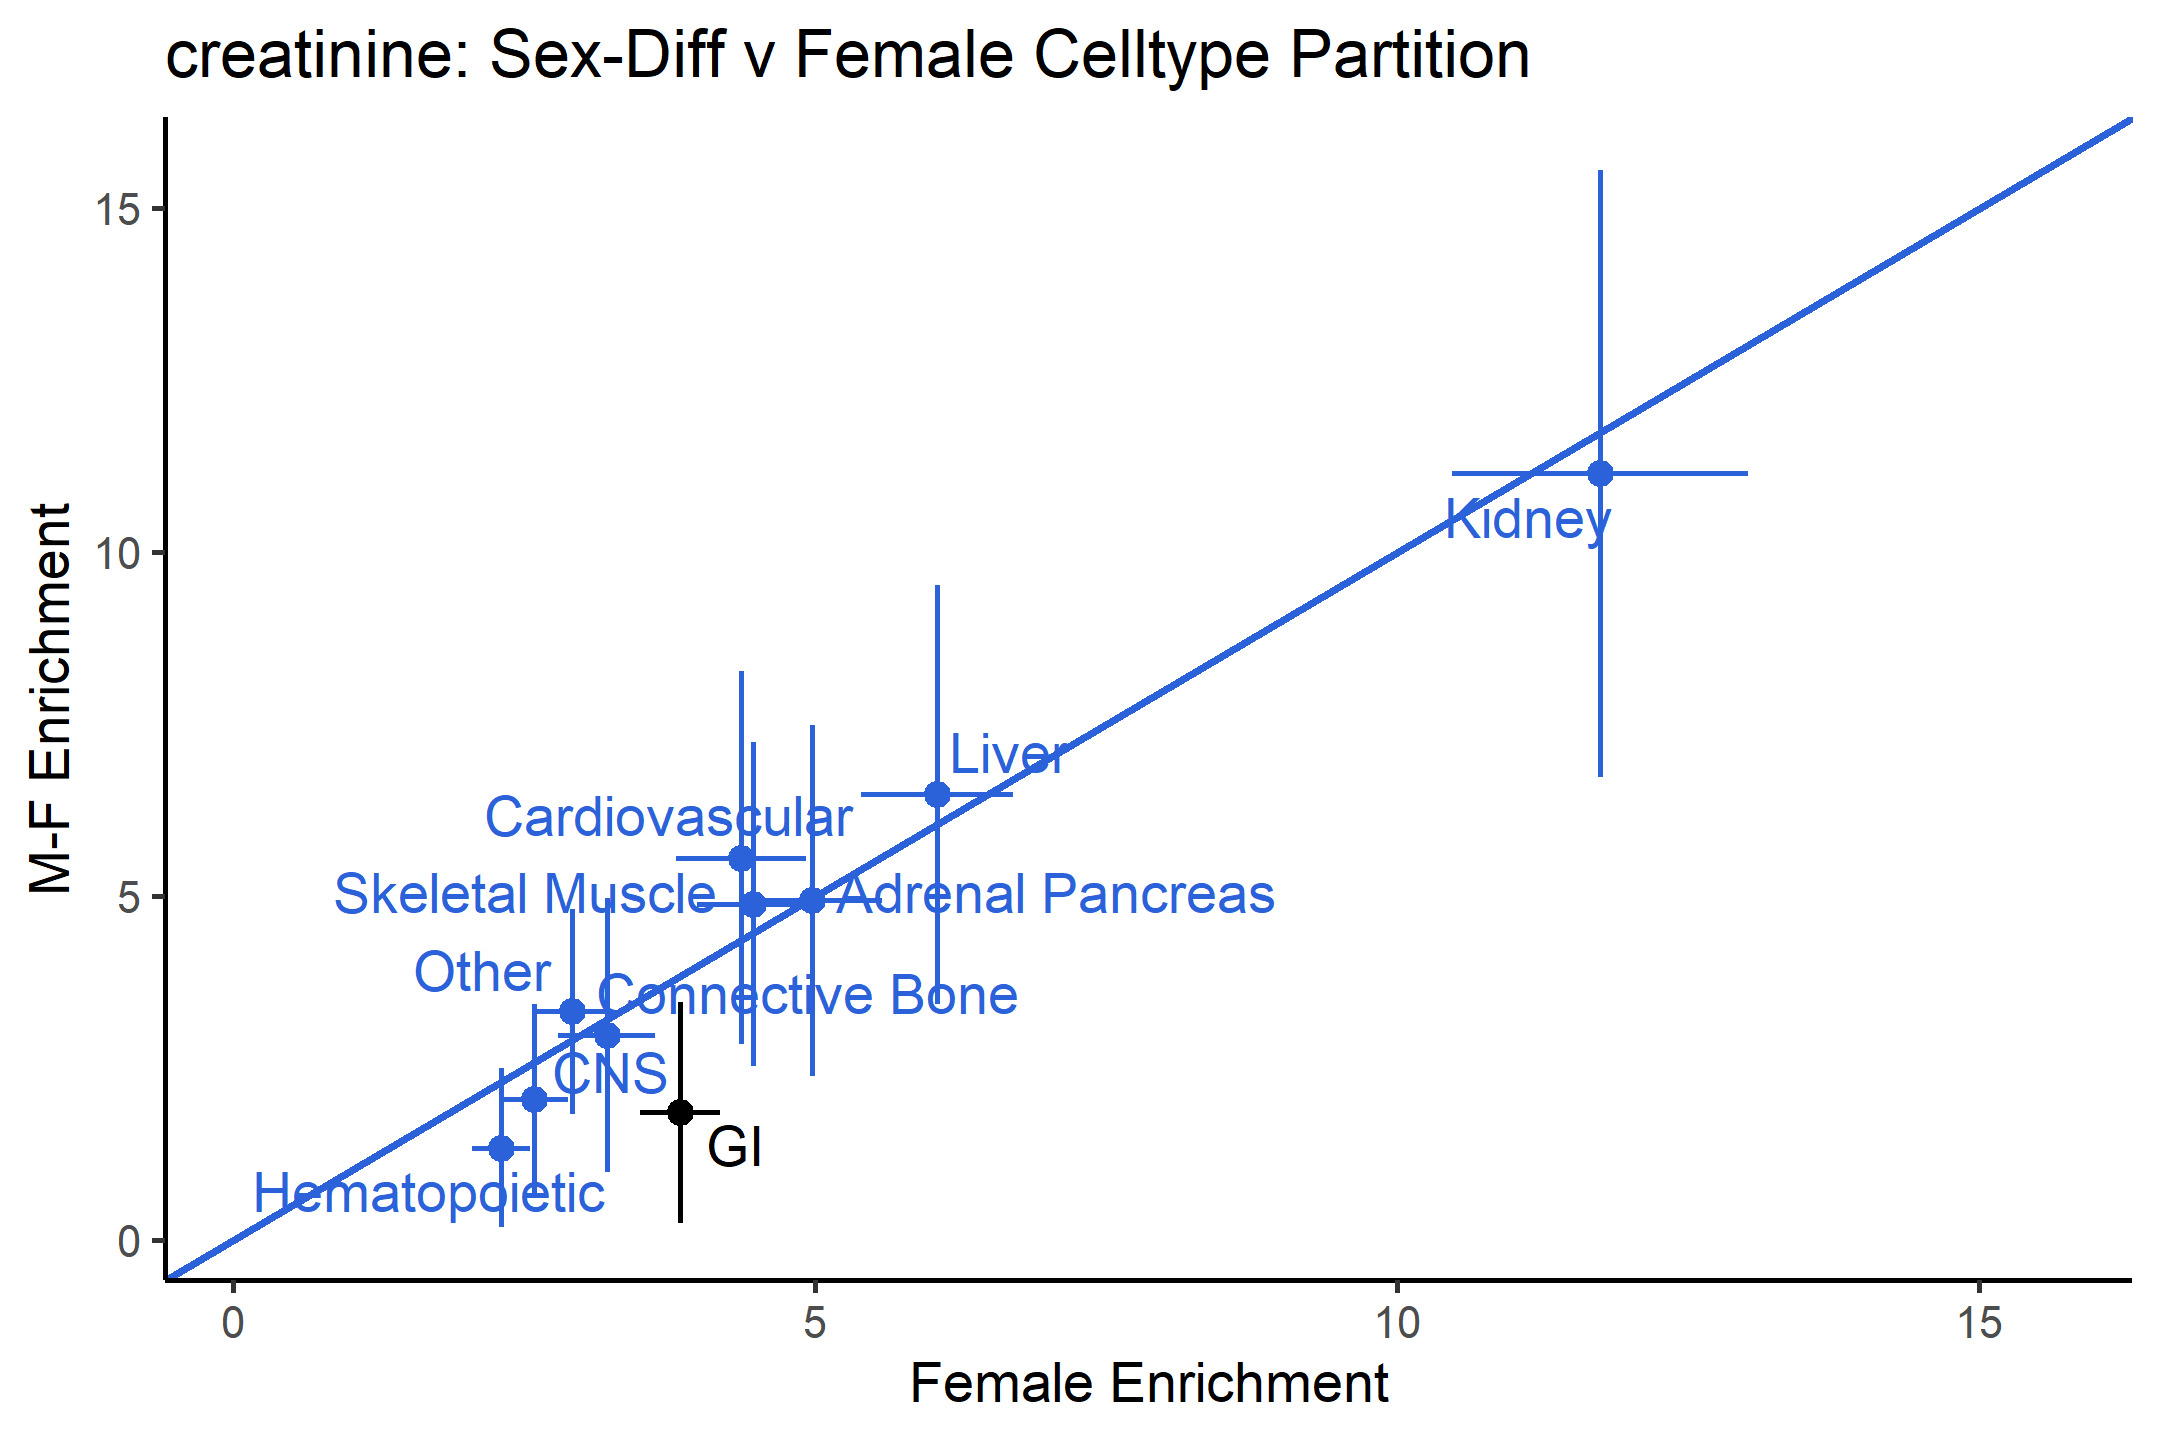 creatinine: Sex-Diff v Female Celltype Partition
M-F Enrichment
15
10
5
0
Kidney
Liver
Cardiovascular
Skeletal Muscle
Adrenal Pancreas
Other
Connective Bone
CNS
GI
Hematopoietic
0
5
10
15
Female Enrichment